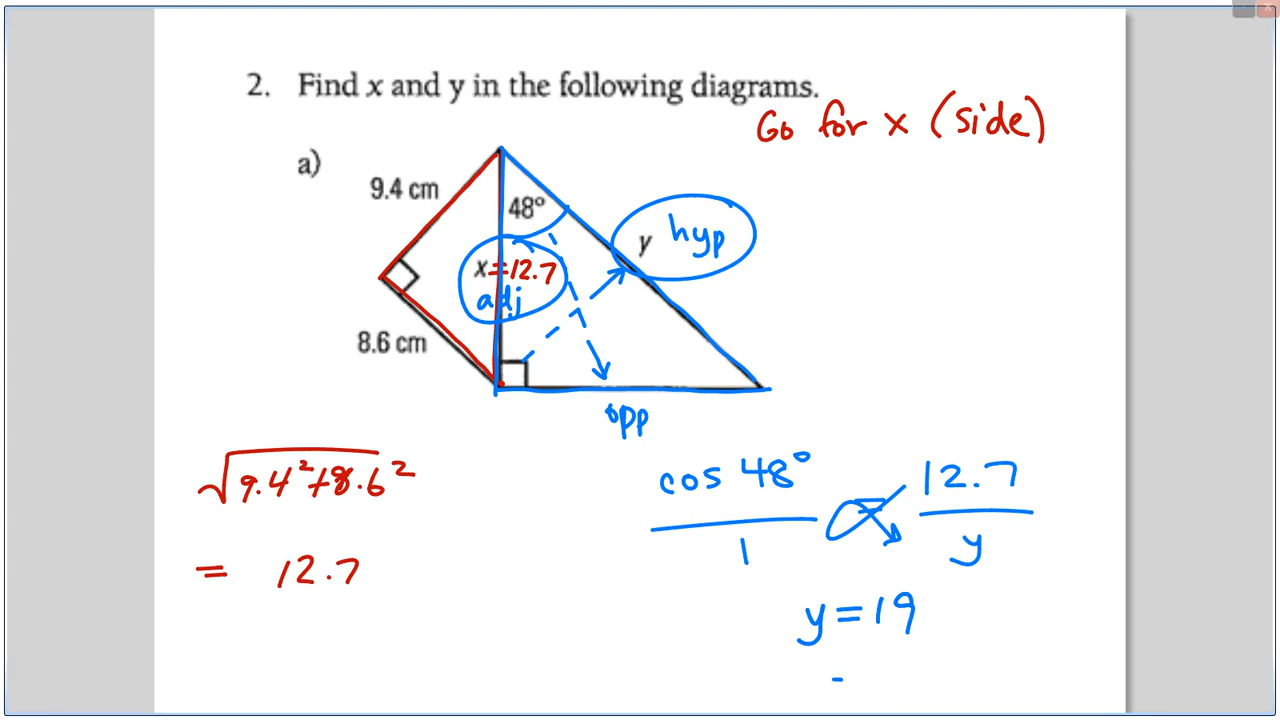 2. Find x and y in the following diagrams.
Go for x (side)
a)
9.4 cm
48°
y hyp
x = 12.7
adj
8.6 cm
opp
√9.4²+8.6²
= 12.7
cos 48° = 12.7
1 y
y = 19